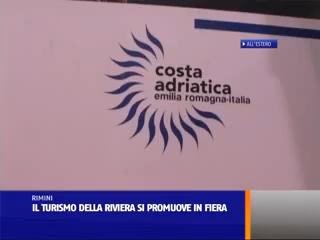 ALL'ESTERO
costa
adriatica
emilia romagna-italia
RIMINI
IL TURISMO DELLA RIVIERA SI PROMUOVE IN FIERA